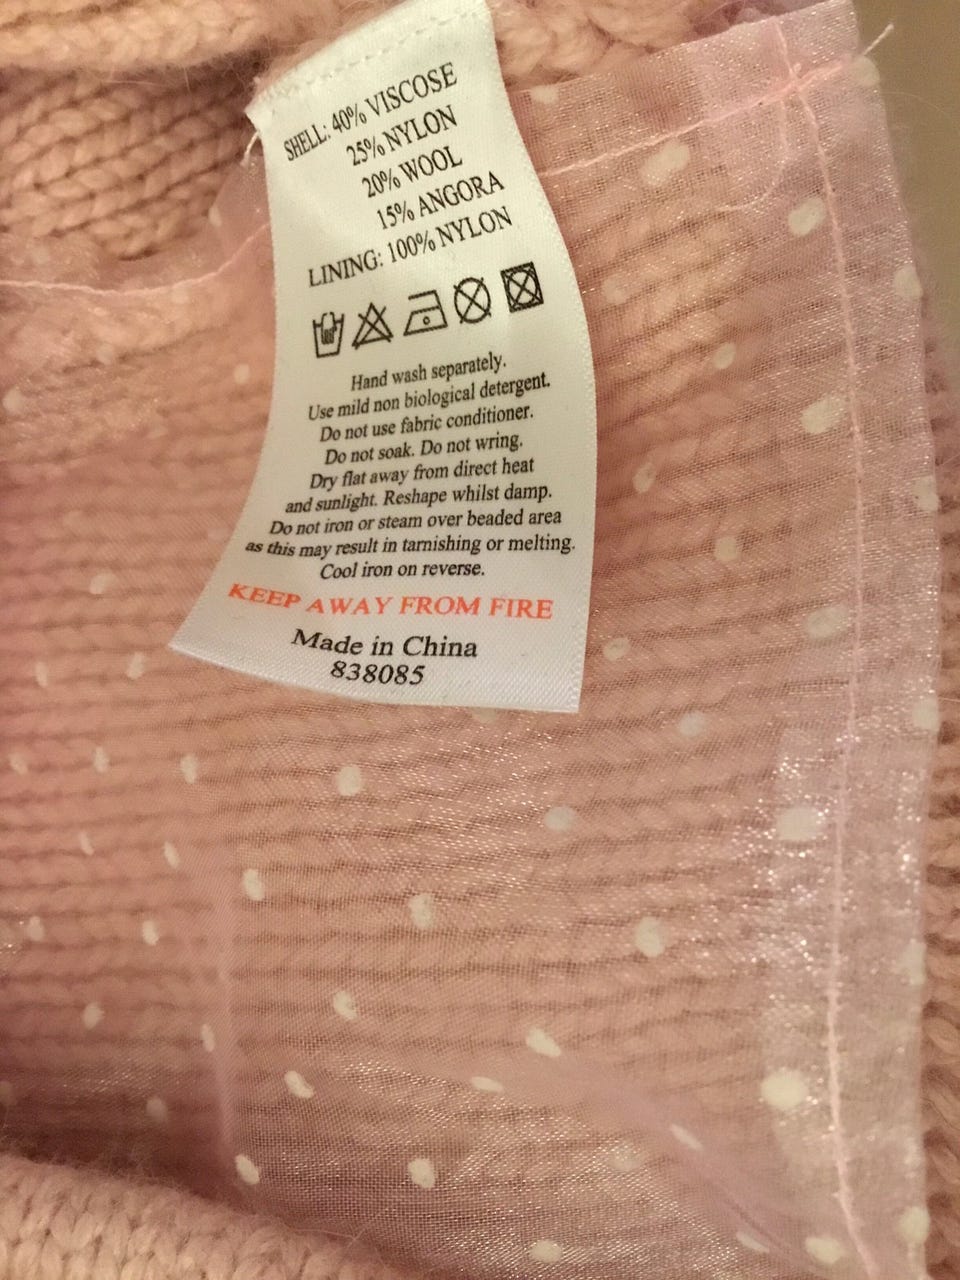 SHELL: 40% VISCOSE
25% NYLON
20% WOOL
15% ANGORA
LINING: 100% NYLON
Hand wash separately.
Use mild non biological detergent.
Do not use fabric conditioner.
Do not soak. Do not wring.
Dry flat away from direct heat
and sunlight. Reshape whilst damp.
Do not iron or steam over beaded area
as this may result in tarnishing or melting.
Cool iron on reverse.
KEEP AWAY FROM FIRE
Made in China
838085